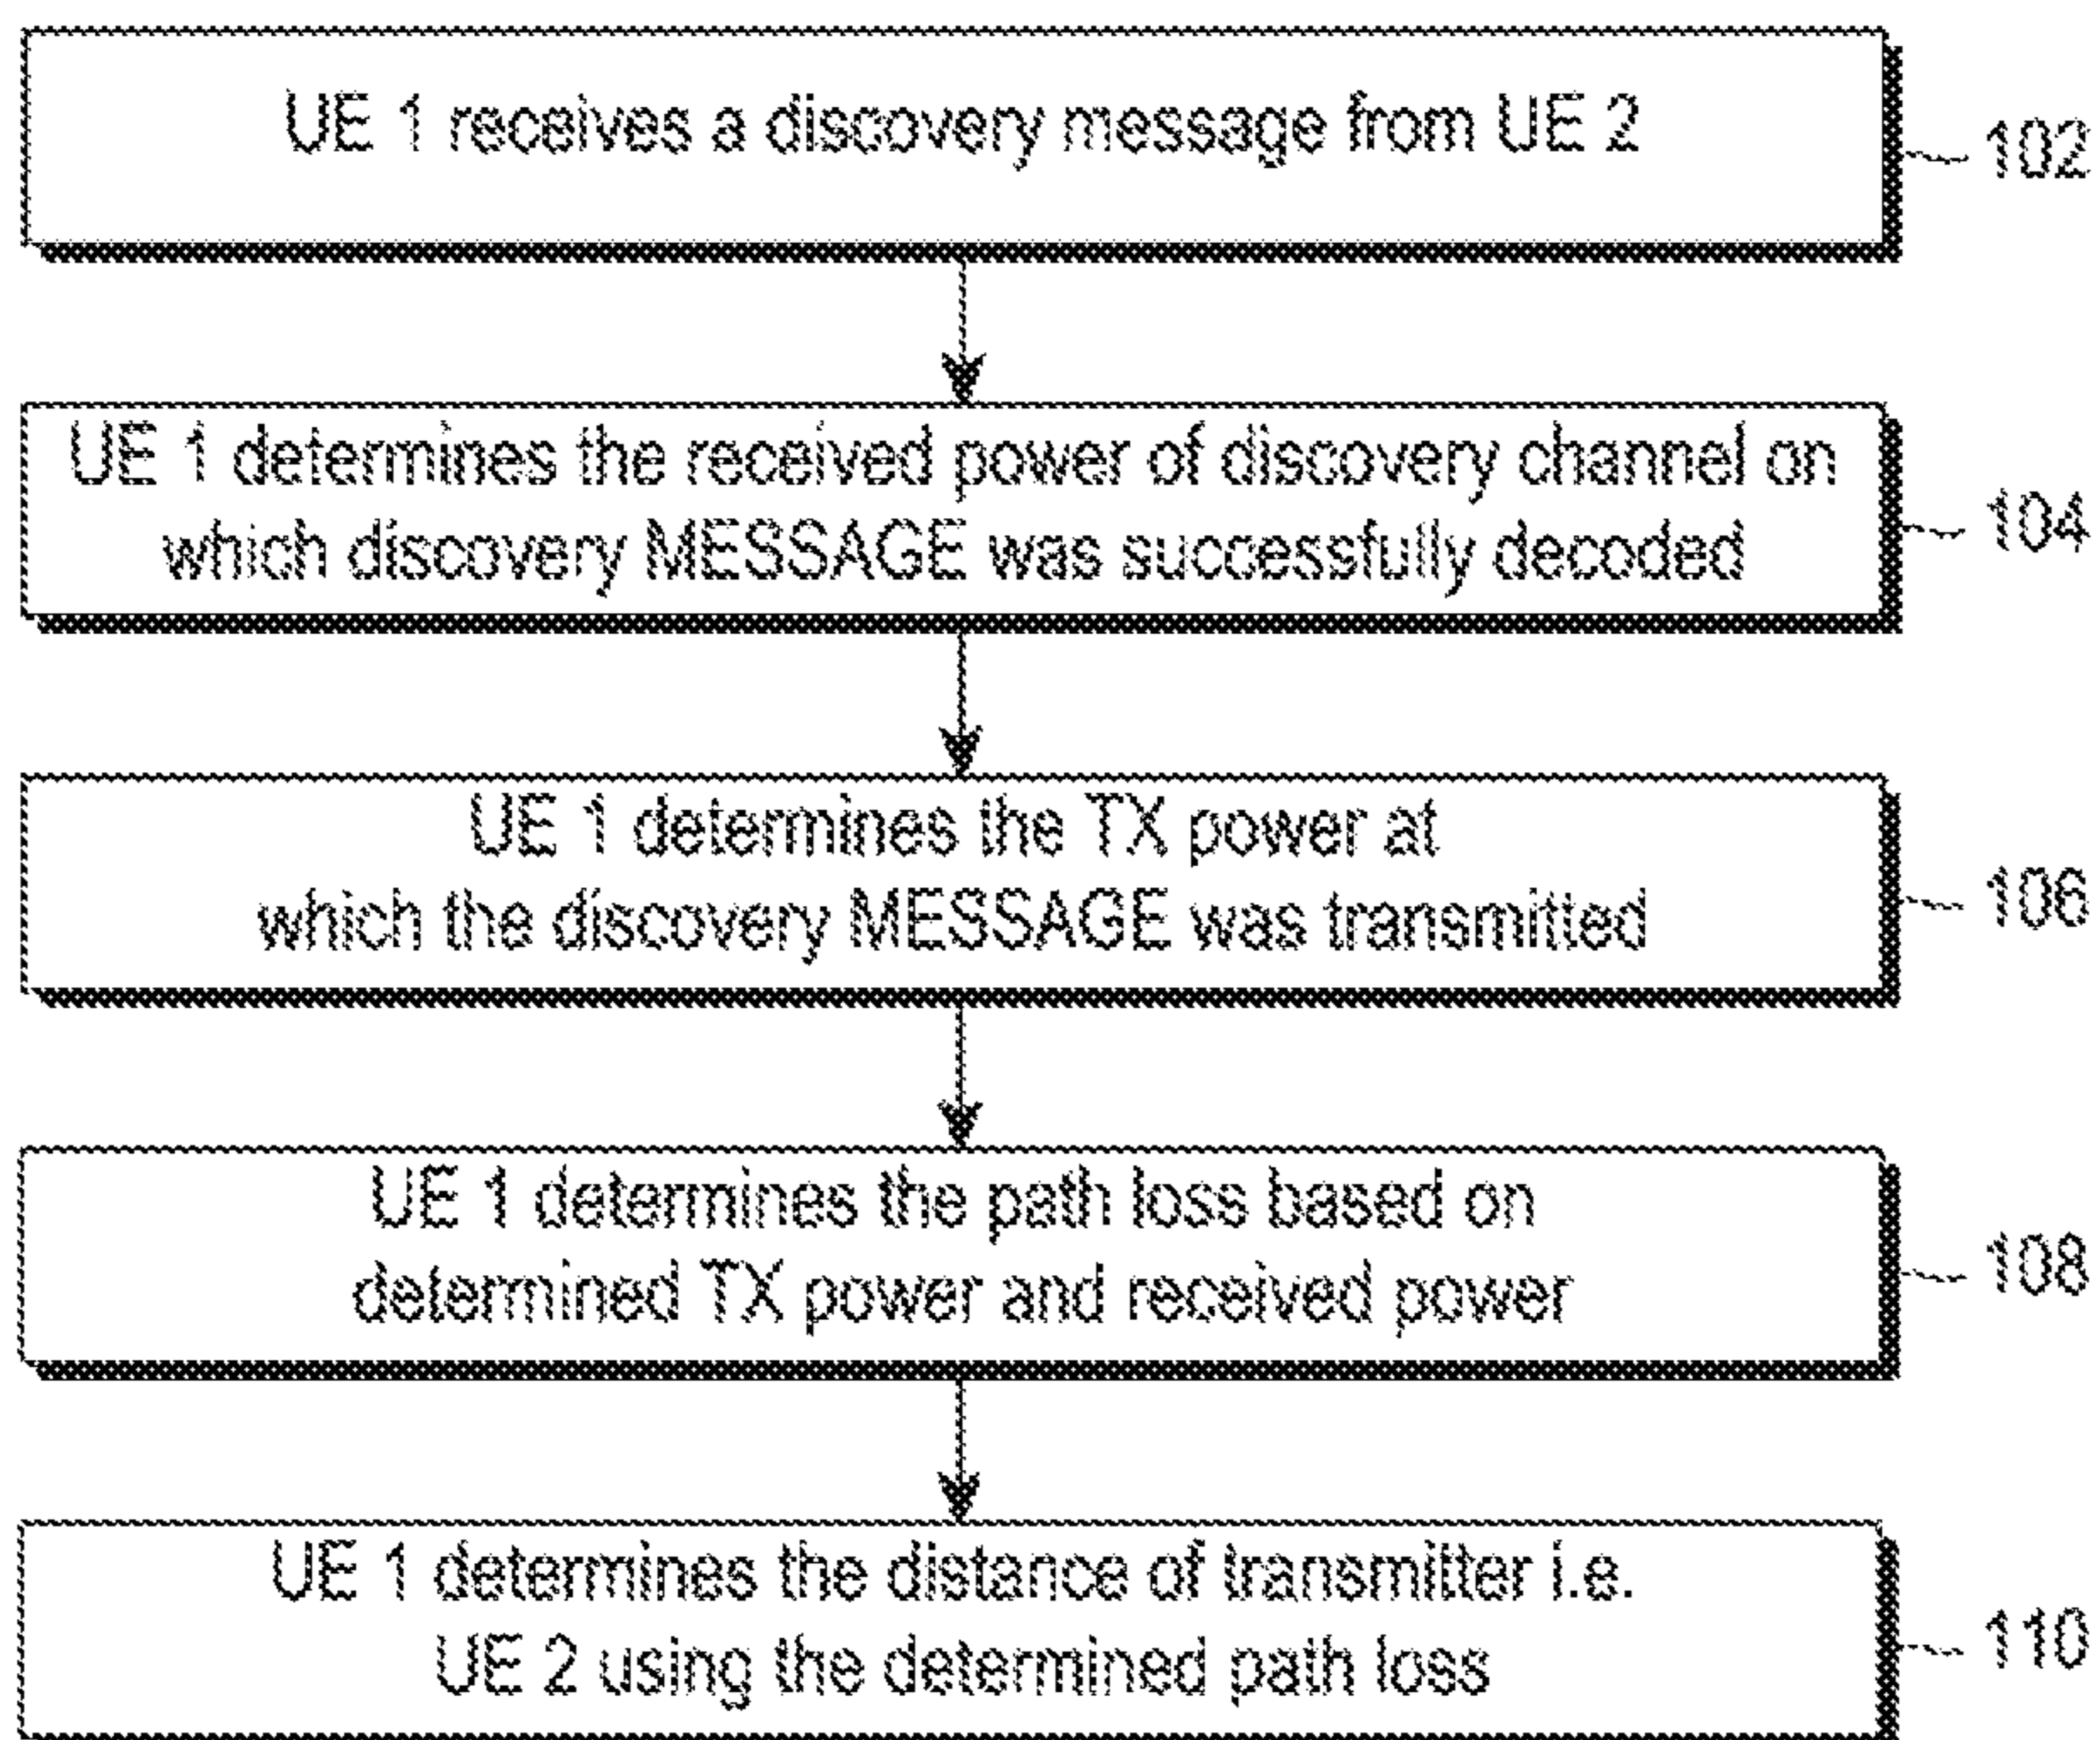 UE 1 receives a discovery message from UE 2
102
UE 1 determines the received power of discovery channel on
which discovery MESSAGE was successfully decoded
104
UE 1 determines the TX power at
which the discovery MESSAGE was transmitted
106
UE 1 determines the path loss based on
determined TX power and received power
108
UE 1 determines the distance of transmitter i.e.
UE 2 using the determined path loss
110